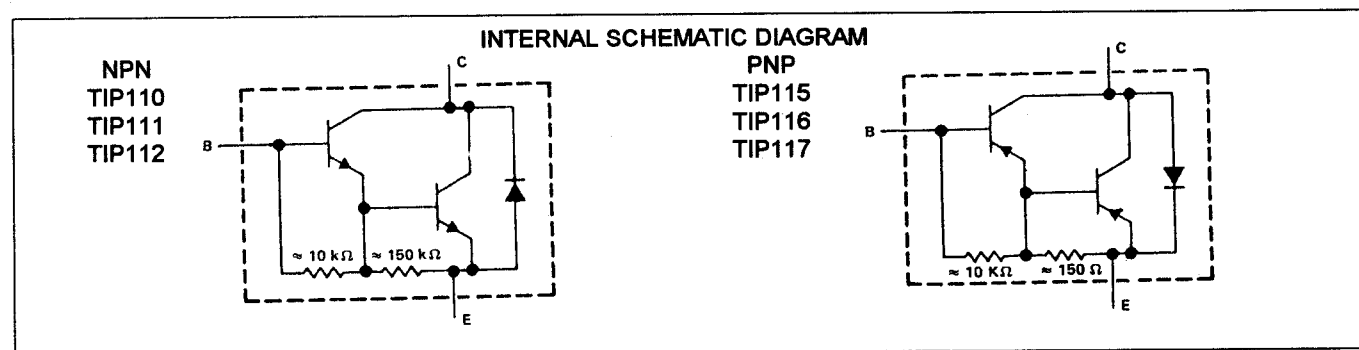 INTERNAL SCHEMATIC DIAGRAM
NPN
TIP110
TIP111
TIP112
C
B
≈ 10 kΩ
≈ 150 kΩ
E
PNP
TIP115
TIP116
TIP117
C
B
≈ 10 KΩ
≈ 150 Ω
E